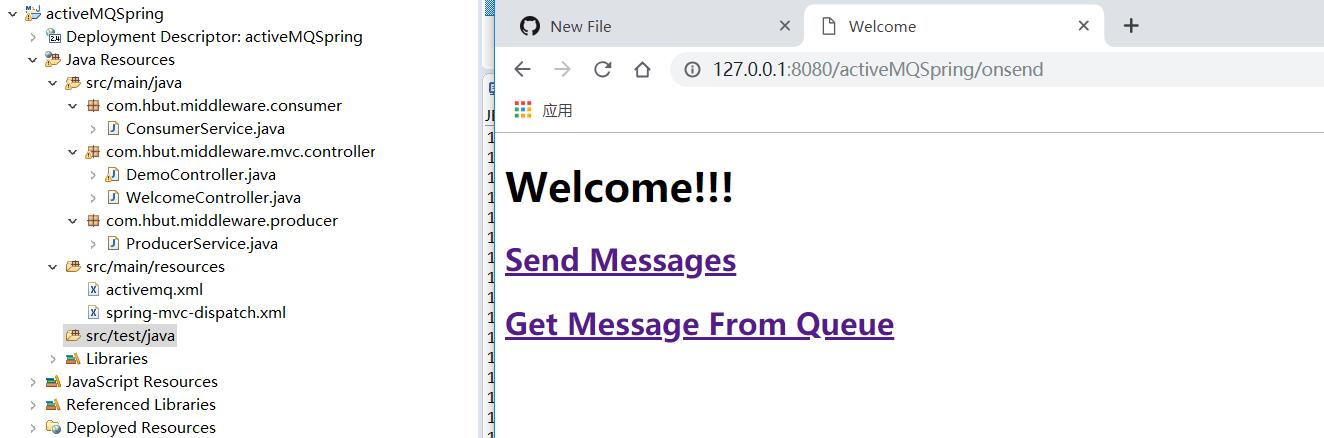 activeMQSpring
Deployment Descriptor: activeMQSpring
Java Resources
src/main/java
com.hbut.middleware.consumer
ConsumerService.java
com.hbut.middleware.mvc.controller
DemoController.java
WelcomeController.java
com.hbut.middleware.producer
ProducerService.java
src/main/resources
activemq.xml
spring-mvc-dispatch.xml
src/test/java
Libraries
JavaScript Resources
Referenced Libraries
Deployed Resources
New File
Welcome
127.0.0.1:8080/activeMQSpring/onsend
应用
Welcome!!!
Send Messages
Get Message From Queue